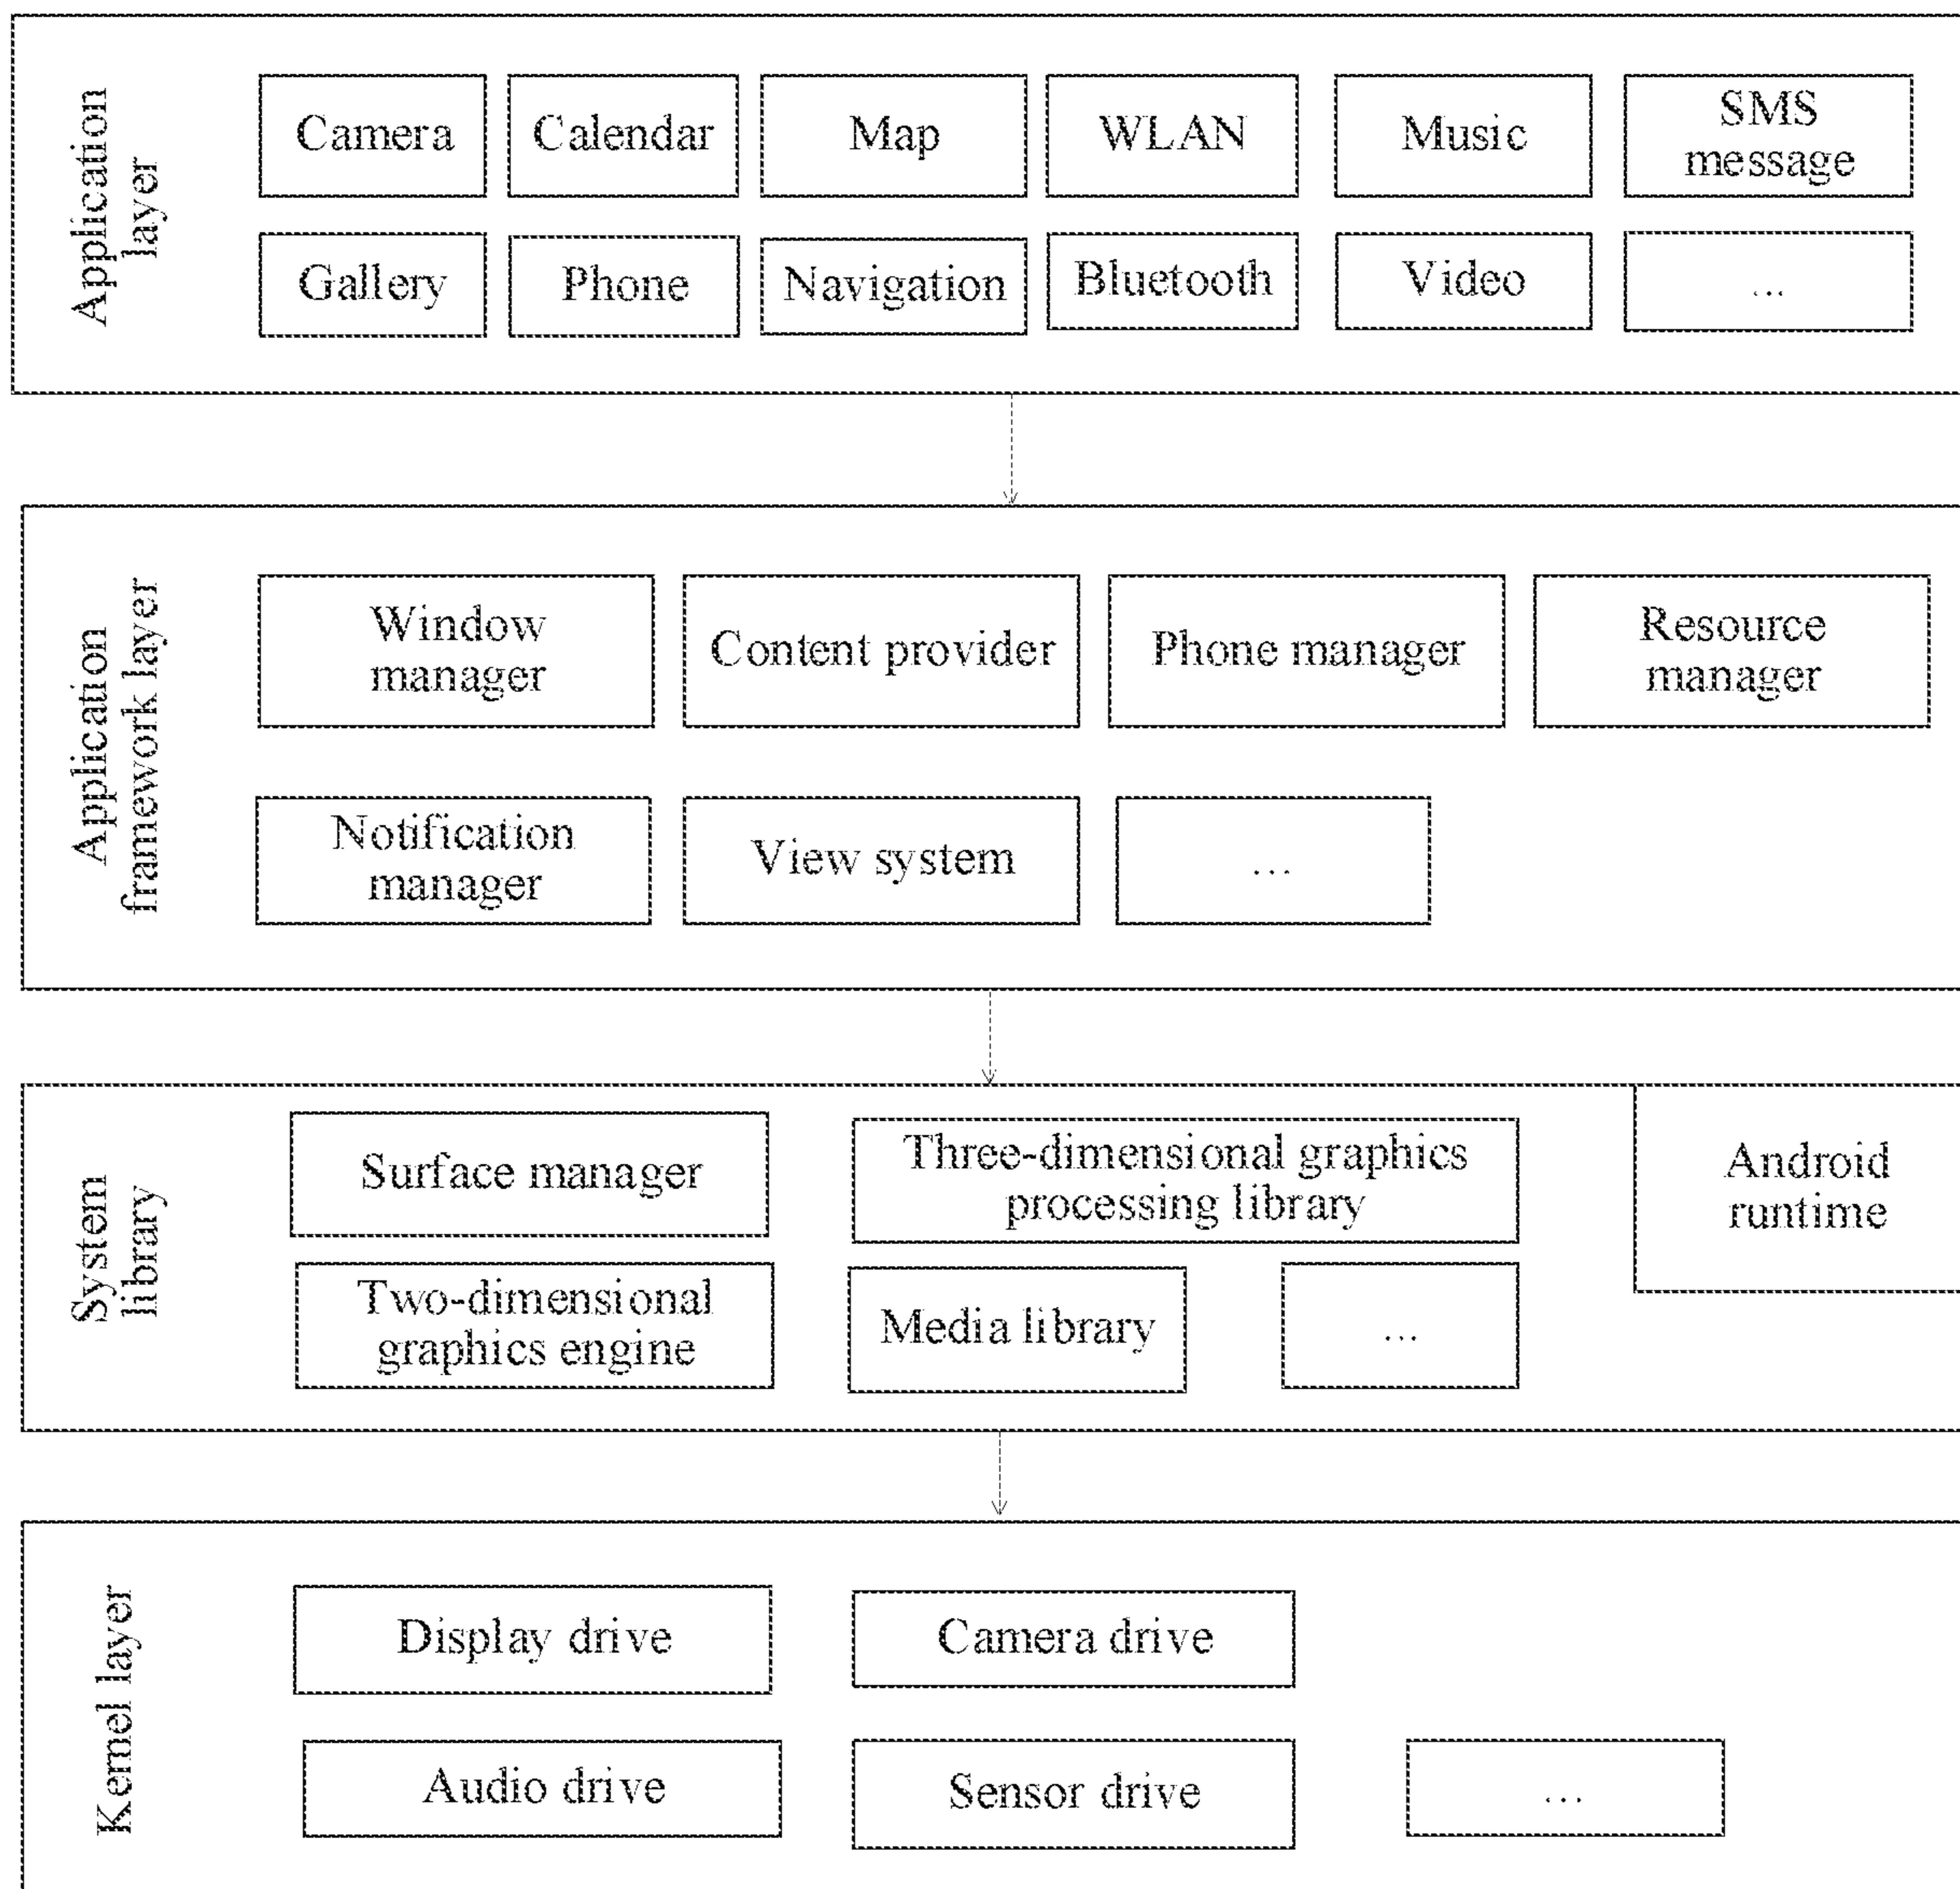 Application
layer
Camera
Calendar
Map
WLAN
Music
SMS
message
Gallery
Phone
Navigation
Bluetooth
Video
...
Application
framework layer
Window
manager
Content provider
Phone manager
Resource
manager
Notification
manager
View system
...
System
library
Surface manager
Three-dimensional graphics
processing library
Android
runtime
Two-dimensional
graphics engine
Media library
...
Kernel layer
Display drive
Camera drive
Audio drive
Sensor drive
...